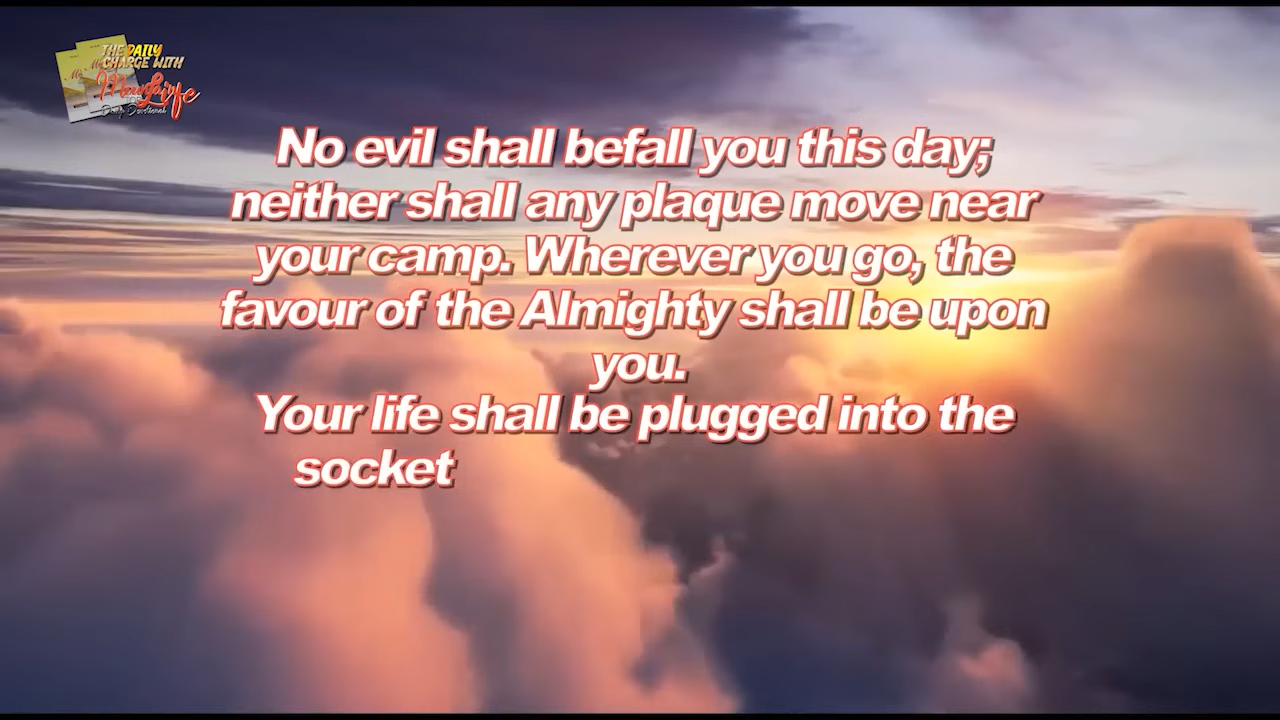 THE DAILY
CHARGE WITH
Life
No evil shall befall you this day;
neither shall any plaque move near
your camp. Wherever you go, the
favour of the Almighty shall be upon
you.
Your life shall be plugged into the
socket